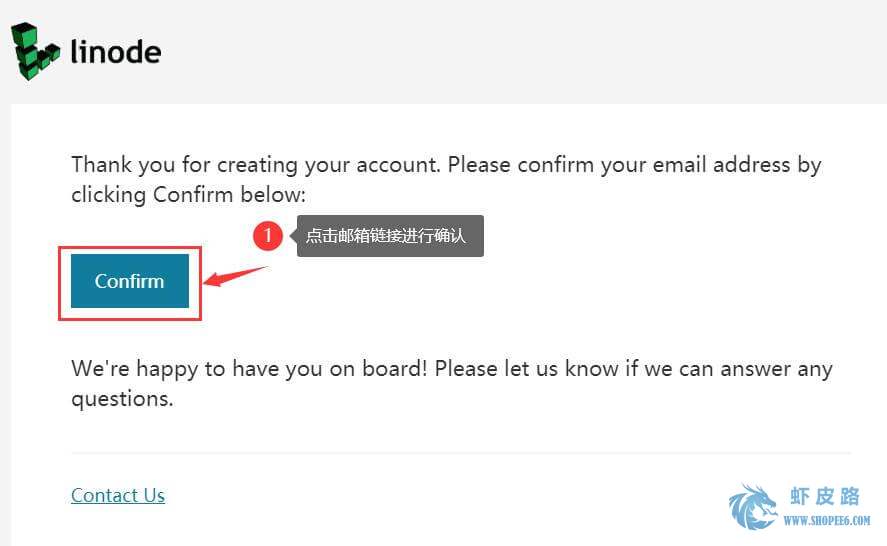 linode
Thank you for creating your account. Please confirm your email address by
clicking Confirm below:
1
点击邮箱链接进行确认
Confirm
We're happy to have you on board! Please let us know if we can answer any
questions.
Contact Us
虾皮路
WWW.SHOPEE6.COM